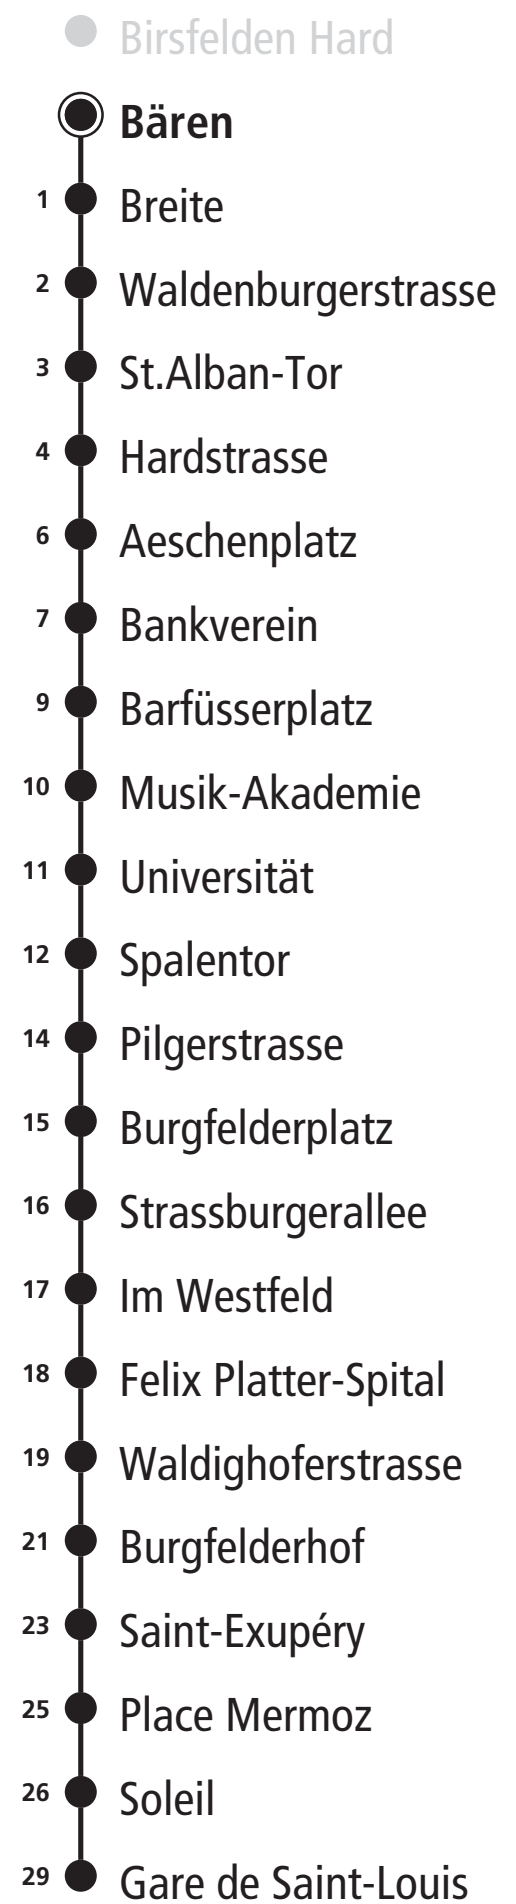 Birsfelden Hard
Bären
1 Breite
2 Waldenburgerstrasse
3 St.Alban-Tor
4 Hardstrasse
6 Aeschenplatz
7 Bankverein
9 Barfüsserplatz
10 Musik-Akademie
11 Universität
12 Spalentor
14 Pilgerstrasse
15 Burgfelderplatz
16 Strassburgerallee
17 Im Westfeld
18 Felix Platter-Spital
19 Waldighoferstrasse
21 Burgfelderhof
23 Saint-Exupéry
25 Place Mermoz
26 Soleil
29 Gare de Saint-Louis